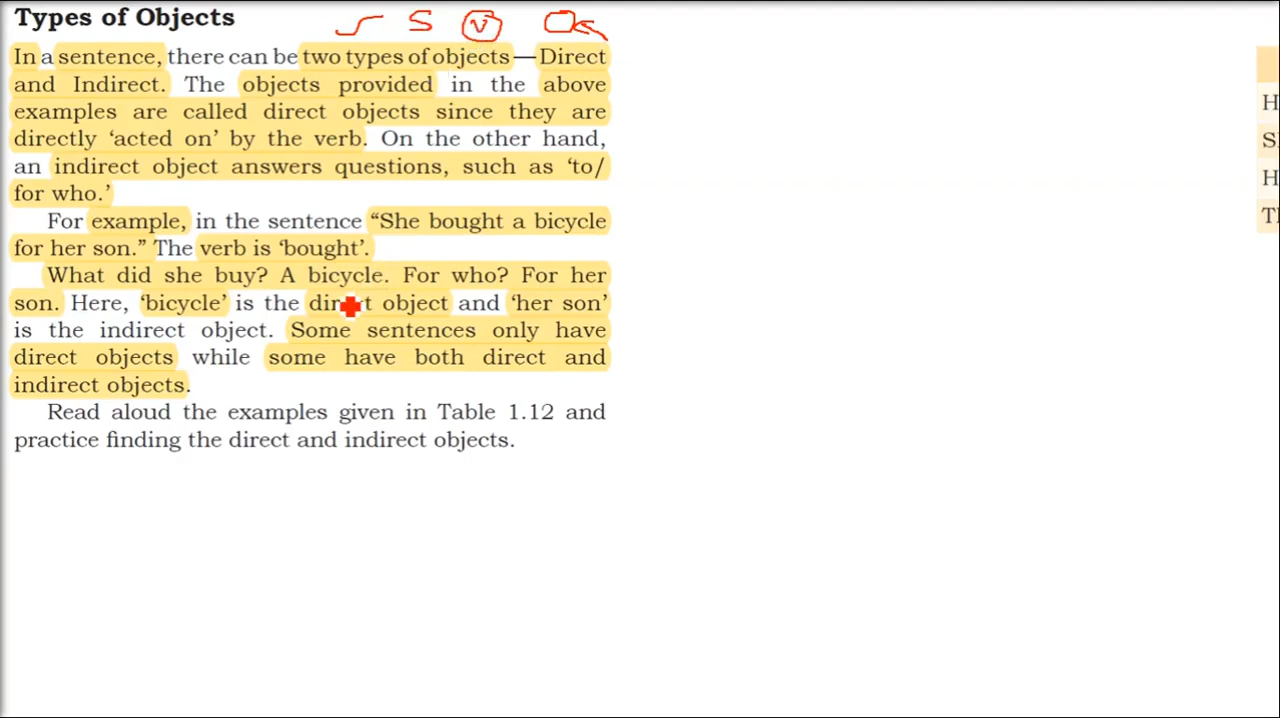 Types of Objects
S V O
In a sentence, there can be two types of objects—Direct
and Indirect. The objects provided in the above
examples are called direct objects since they are
directly ‘acted on’ by the verb. On the other hand,
an indirect object answers questions, such as ‘to/
for who.’
For example, in the sentence “She bought a bicycle
for her son.” The verb is ‘bought’.
What did she buy? A bicycle. For who? For her
son. Here, ‘bicycle’ is the direct object and ‘her son’
is the indirect object. Some sentences only have
direct objects while some have both direct and
indirect objects.
Read aloud the examples given in Table 1.12 and
practice finding the direct and indirect objects.
H
H